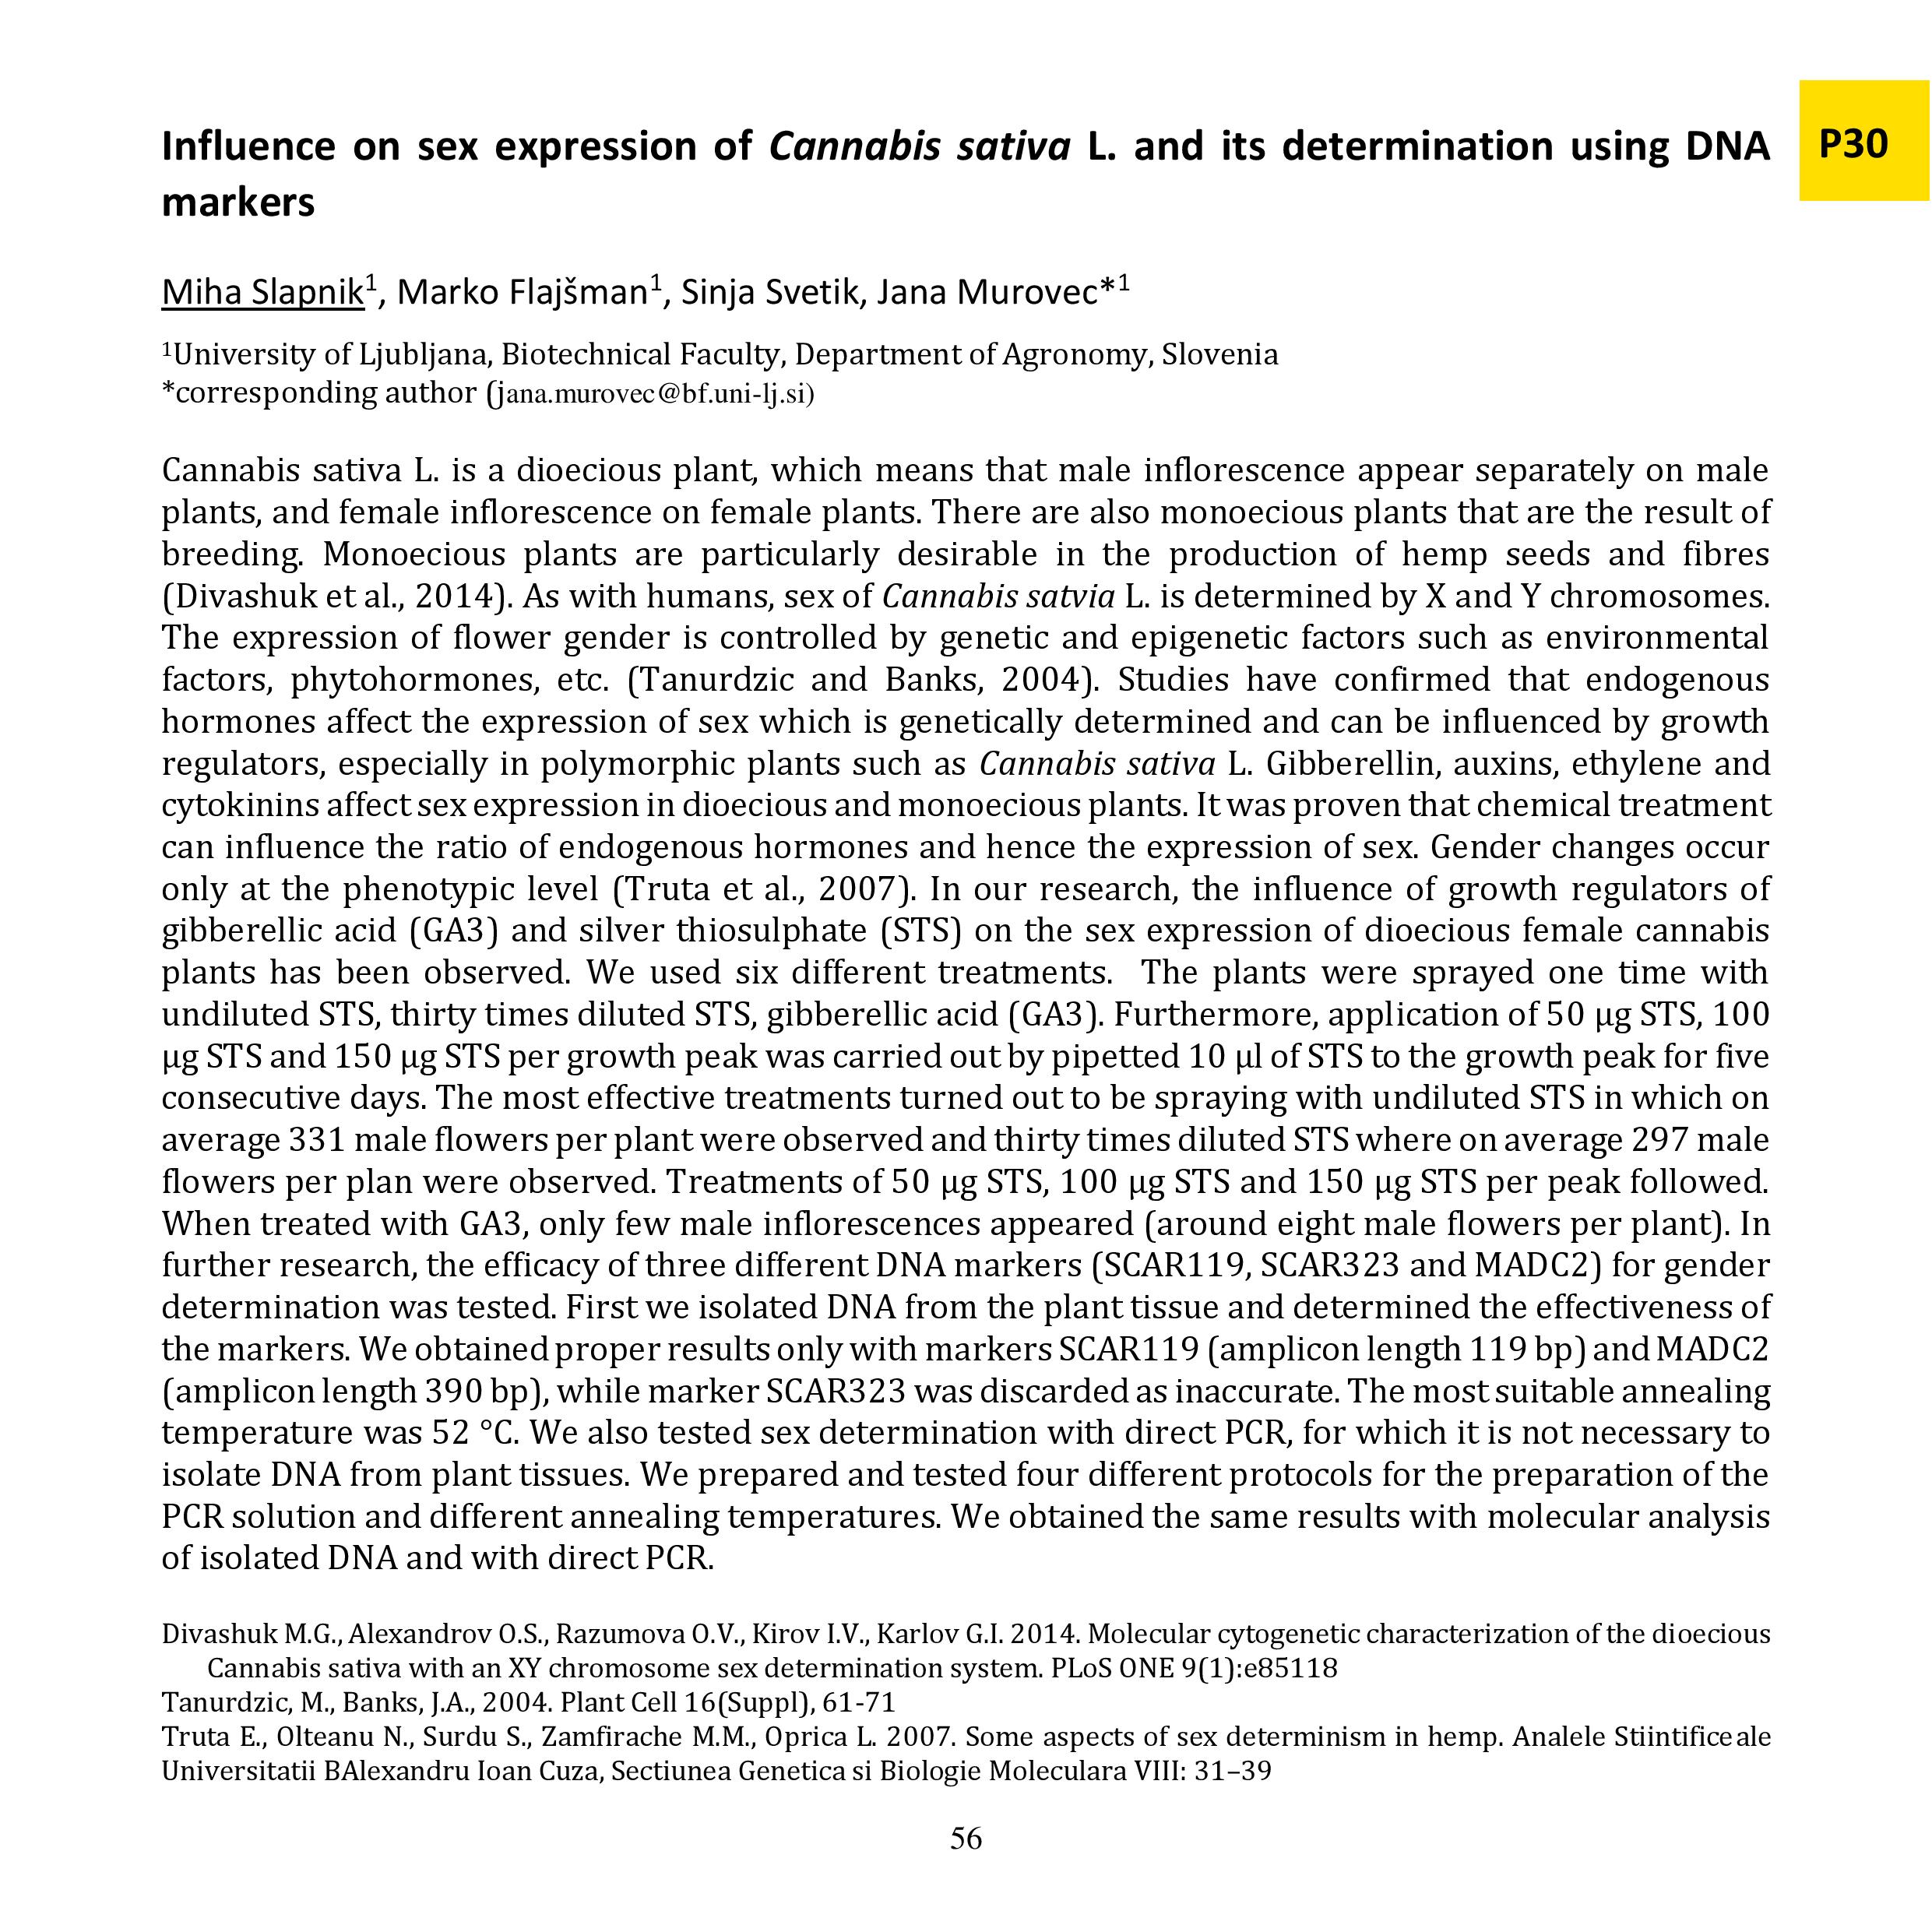 Influence on sex expression of Cannabis sativa L. and its determination using DNA
markers
P30
Miha Slapnik¹, Marko Flajšman¹, Sinja Svetik, Jana Murovec*¹
¹University of Ljubljana, Biotechnical Faculty, Department of Agronomy, Slovenia
*corresponding author (jana.murovec@bf.uni-lj.si)
Cannabis sativa L. is a dioecious plant, which means that male inflorescence appear separately on male
plants, and female inflorescence on female plants. There are also monoecious plants that are the result of
breeding. Monoecious plants are particularly desirable in the production of hemp seeds and fibres
(Divashuk et al., 2014). As with humans, sex of Cannabis satvia L. is determined by X and Y chromosomes.
The expression of flower gender is controlled by genetic and epigenetic factors such as environmental
factors, phytohormones, etc. (Tanurdzic and Banks, 2004). Studies have confirmed that endogenous
hormones affect the expression of sex which is genetically determined and can be influenced by growth
regulators, especially in polymorphic plants such as Cannabis sativa L. Gibberellin, auxins, ethylene and
cytokinins affect sex expression in dioecious and monoecious plants. It was proven that chemical treatment
can influence the ratio of endogenous hormones and hence the expression of sex. Gender changes occur
only at the phenotypic level (Truta et al., 2007). In our research, the influence of growth regulators of
gibberellic acid (GA3) and silver thiosulphate (STS) on the sex expression of dioecious female cannabis
plants has been observed. We used six different treatments. The plants were sprayed one time with
undiluted STS, thirty times diluted STS, gibberellic acid (GA3). Furthermore, application of 50 µg STS, 100
µg STS and 150 µg STS per growth peak was carried out by pipetted 10 µl of STS to the growth peak for five
consecutive days. The most effective treatments turned out to be spraying with undiluted STS in which on
average 331 male flowers per plant were observed and thirty times diluted STS where on average 297 male
flowers per plan were observed. Treatments of 50 µg STS, 100 µg STS and 150 µg STS per peak followed.
When treated with GA3, only few male inflorescences appeared (around eight male flowers per plant). In
further research, the efficacy of three different DNA markers (SCAR119, SCAR323 and MADC2) for gender
determination was tested. First we isolated DNA from the plant tissue and determined the effectiveness of
the markers. We obtained proper results only with markers SCAR119 (amplicon length 119 bp) and MADC2
(amplicon length 390 bp), while marker SCAR323 was discarded as inaccurate. The most suitable annealing
temperature was 52 °C. We also tested sex determination with direct PCR, for which it is not necessary to
isolate DNA from plant tissues. We prepared and tested four different protocols for the preparation of the
PCR solution and different annealing temperatures. We obtained the same results with molecular analysis
of isolated DNA and with direct PCR.
Divashuk M.G., Alexandrov O.S., Razumova O.V., Kirov I.V., Karlov G.I. 2014. Molecular cytogenetic characterization of the dioecious
Cannabis sativa with an XY chromosome sex determination system. PLoS ONE 9(1):e85118
Tanurdzic, M., Banks, J.A., 2004. Plant Cell 16(Suppl), 61-71
Truta E., Olteanu N., Surdu S., Zamfirache M.M., Oprica L. 2007. Some aspects of sex determinism in hemp. Analele Stiintifice ale
Universitatii BAlexandru Ioan Cuza, Sectiunea Genetica si Biologie Moleculara VIII: 31–39
56